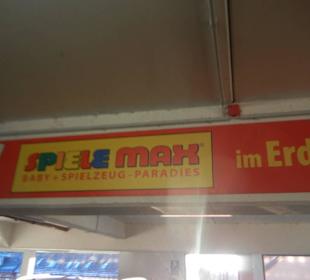 SPIELE MAX®
BABY + SPIELZEUG - PARADIES
im Erd